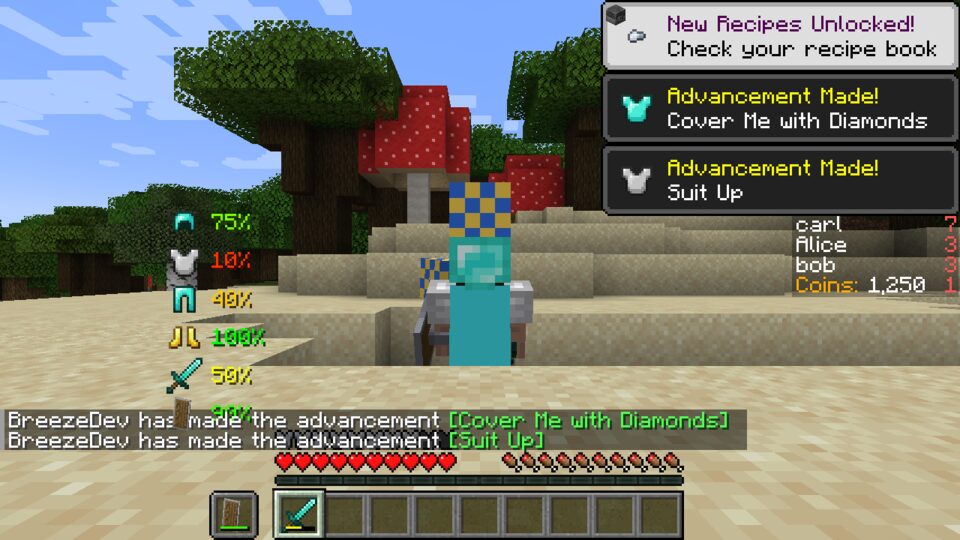 New Recipes Unlocked!
Check your recipe book
Advancement Made!
Cover Me with Diamonds
Advancement Made!
Suit Up
carl 7
Alice 3
bob 3
Coins: 1,250 1
75%
10%
40%
100%
50%
90%
BreezeDev has made the advancement [Cover Me with Diamonds]
BreezeDev has made the advancement [Suit Up]